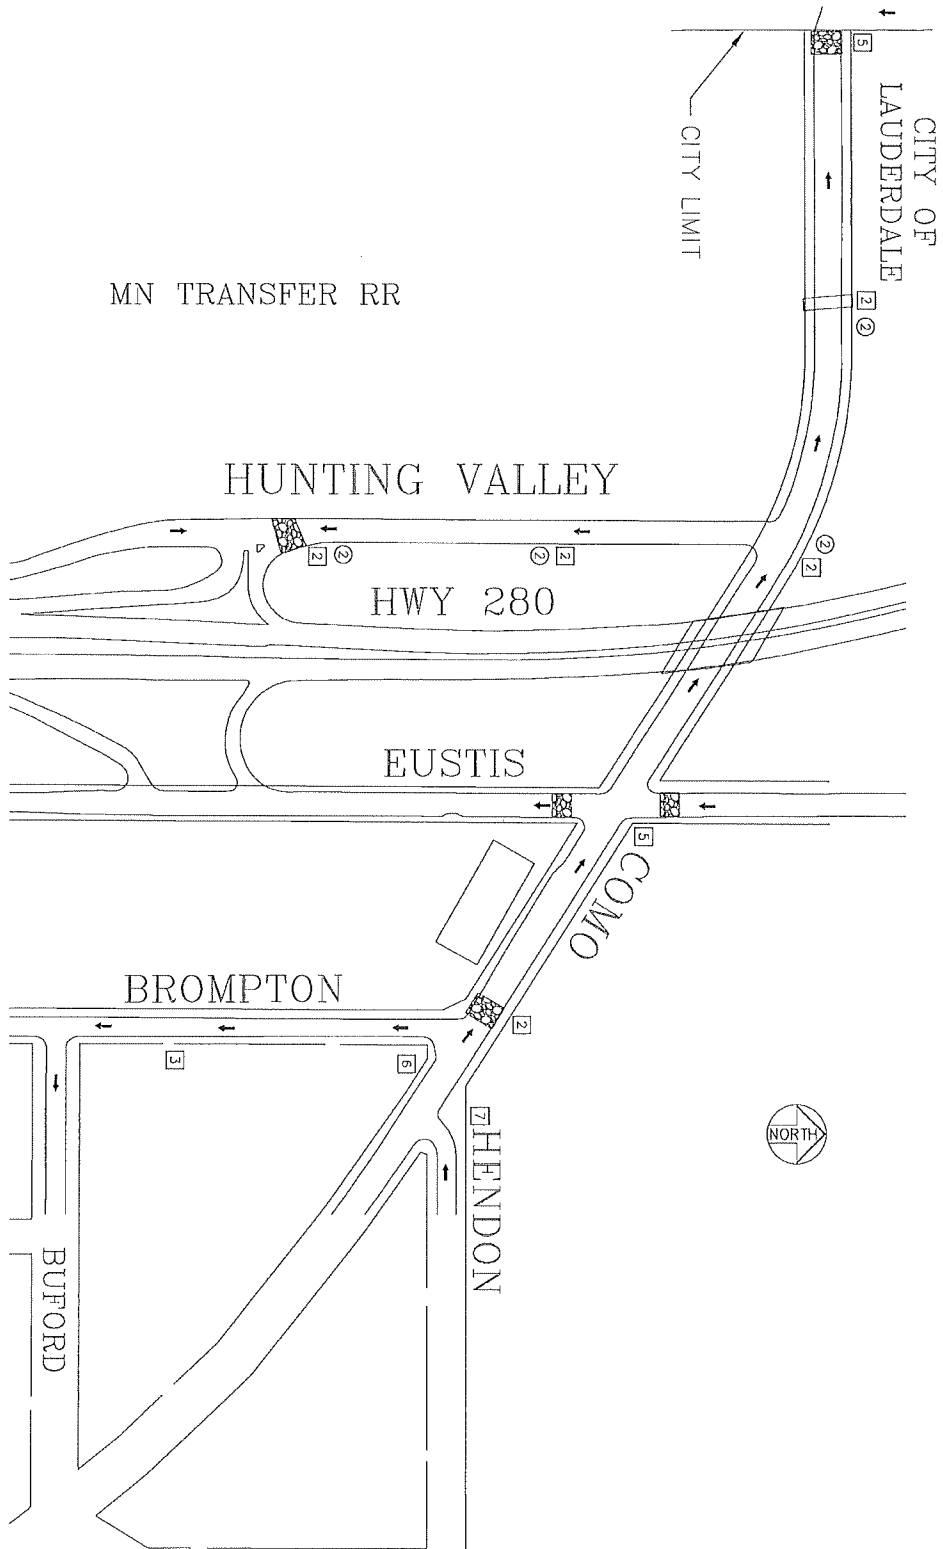 5
CITY OF
LAUDERDALE
CITY LIMIT
MN TRANSFER RR
2 2
HUNTING VALLEY
2 2
2 2
2
2
HWY 280
EUSTIS
5
COMO
BROMPTON
2
3
6
7
HENDON
NORTH
BUFORD